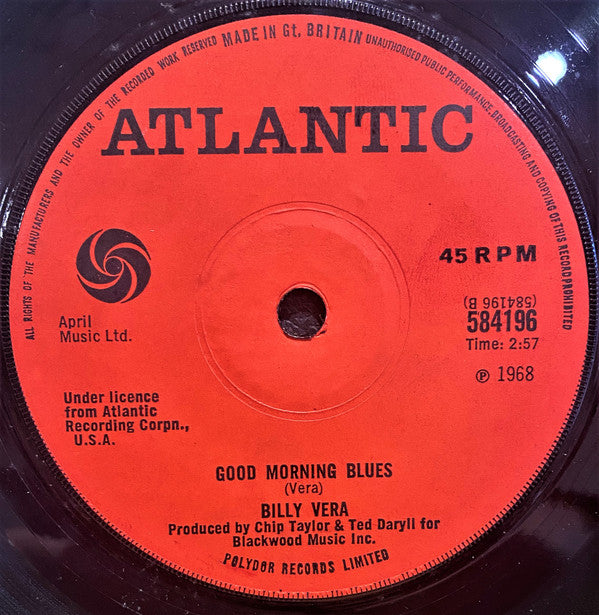 ALL RIGHTS OF THE MANUFACTURERS AND THE OWNER OF THE RECORDED WORK RESERVED MADE IN Gt. BRITAIN UNAUTHORISED PUBLIC PERFORMANCE, BROADCASTING AND COPYING OF THIS RECORD PROHIBITED
ATLANTIC
45 RPM
(584196 B)
584196
Time: 2:57
℗ 1968
April
Music Ltd.
Under licence
from Atlantic
Recording Corpn.,
U.S.A.
GOOD MORNING BLUES
(Vera)
BILLY VERA
Produced by Chip Taylor & Ted Daryll for
Blackwood Music Inc.
POLYDOR RECORDS LIMITED